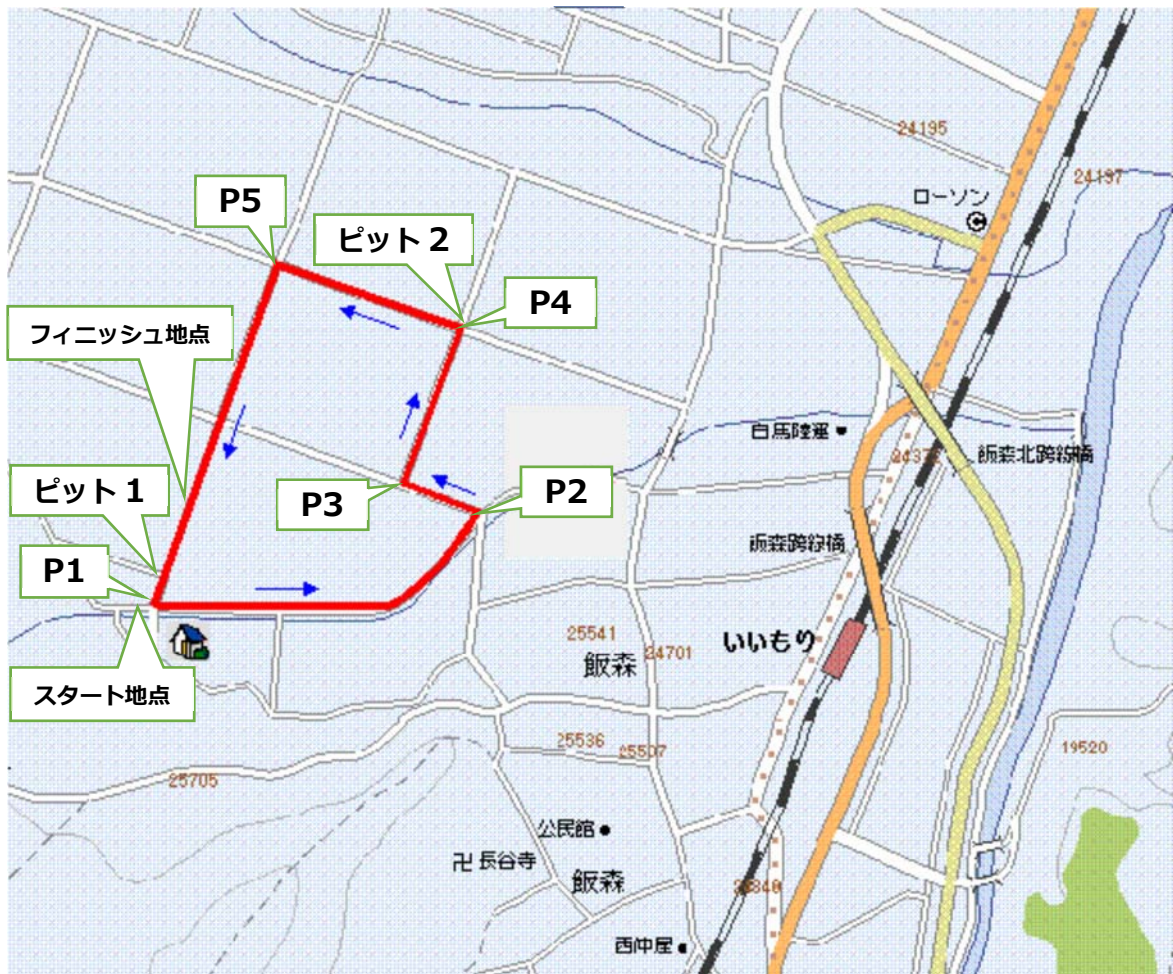 24195
24197
ローソン
P5
ピット 2
P4
フィニッシュ地点
白馬陸運
飯森北跨線橋
ピット 1
P3
P2
飯森跨線橋
P1
25541
24701
いいもり
飯森
スタート地点
25536
25507
19520
25705
公民館
卍 長谷寺
飯森
西仲屋